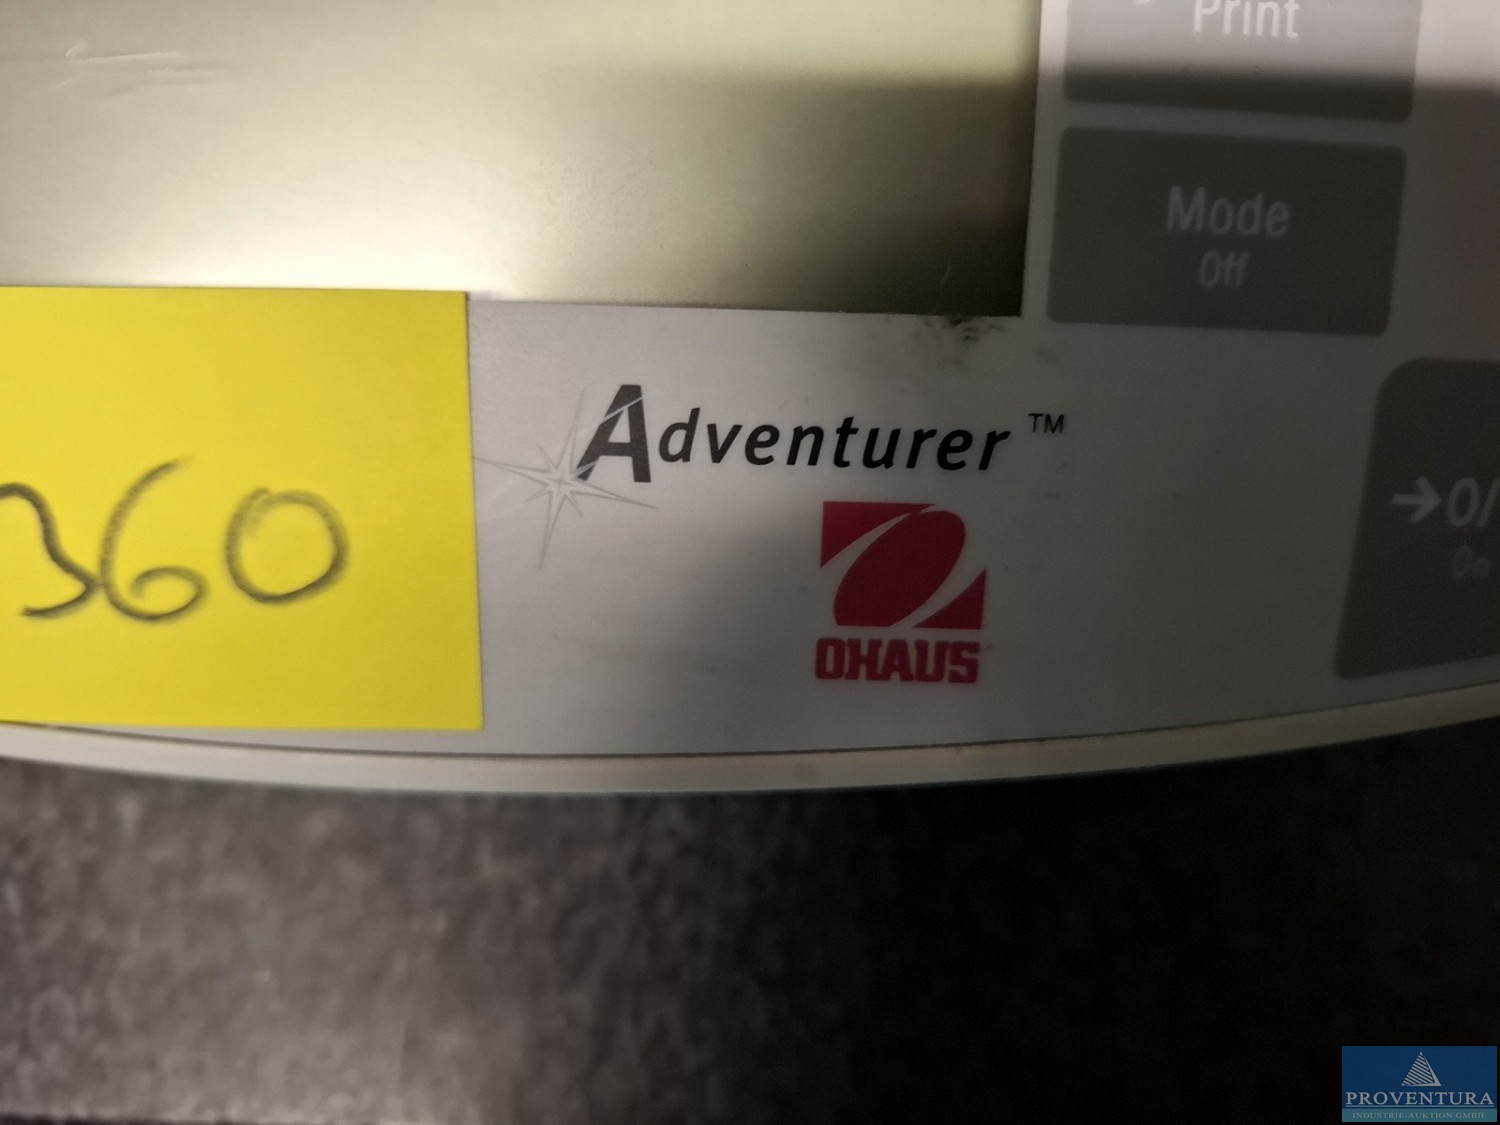 Print
Mode
Off
360
Adventurer™
→0/
On
OHAUS
PROVENTURA
INDUSTRIE-AUKTION GMBH